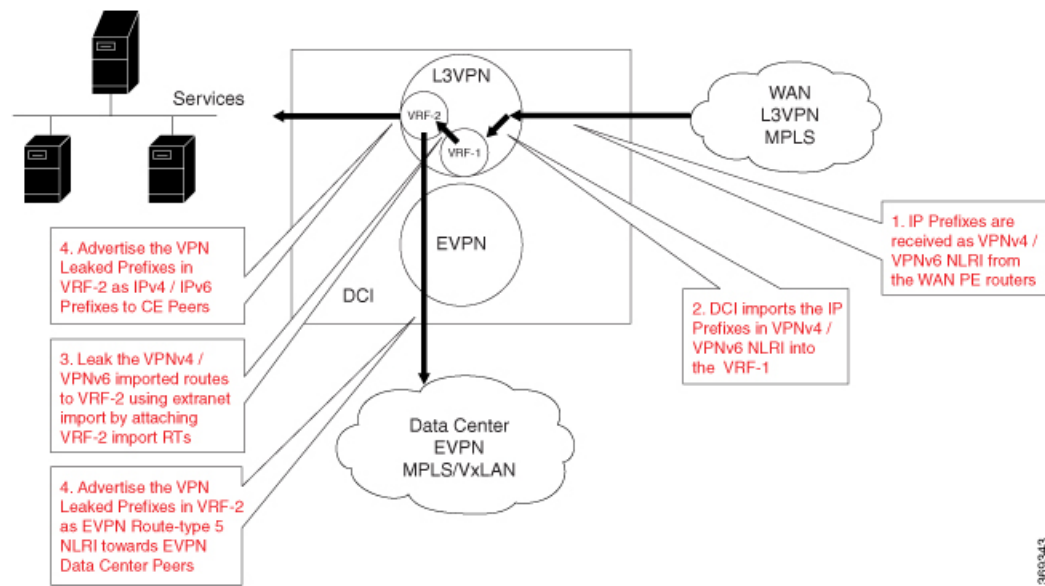 Services
L3VPN
VRF-2
VRF-1
WAN
L3VPN
MPLS
EVPN
DCI
1. IP Prefixes are
received as VPNv4 /
VPNv6 NLRI from
the WAN PE routers
2. DCI imports the IP
Prefixes in VPNv4 /
VPNv6 NLRI into
the VRF-1
4. Advertise the VPN
Leaked Prefixes in
VRF-2 as IPv4 / IPv6
Prefixes to CE Peers
3. Leak the VPNv4 /
VPNv6 imported routes
to VRF-2 using extranet
import by attaching
VRF-2 import RTs
4. Advertise the VPN
Leaked Prefixes in VRF-2
as EVPN Route-type 5
NLRI towards EVPN
Data Center Peers
Data Center
EVPN
MPLS/VxLAN
369343